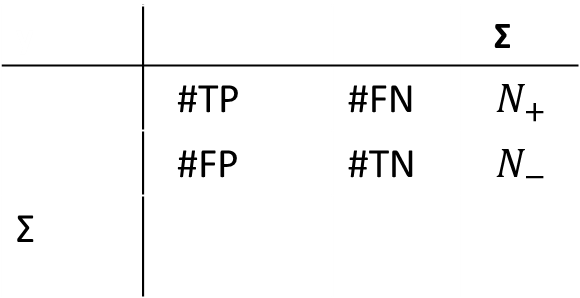 Σ
#TP #FN N₊
#FP #TN N₋
Σ